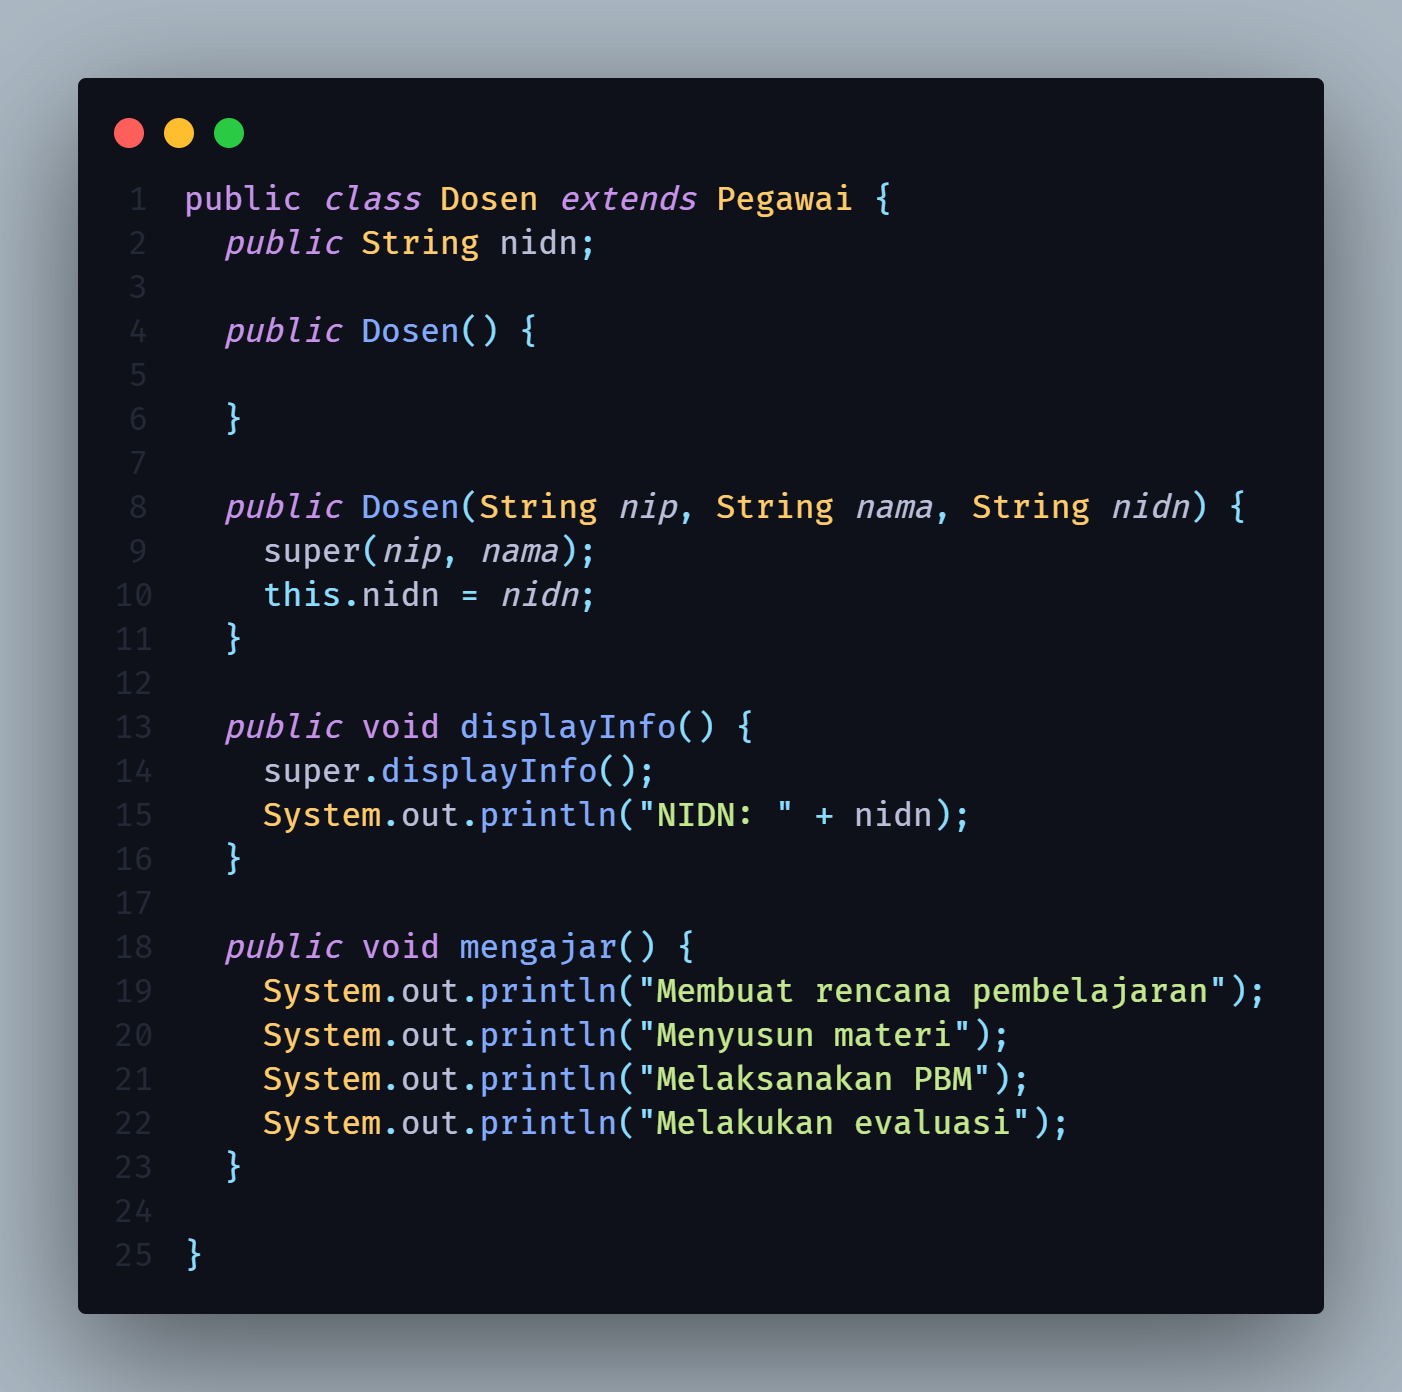 1 public class Dosen extends Pegawai {
2   public String nidn;
3
4   public Dosen() {
5
6   }
7
8   public Dosen(String nip, String nama, String nidn) {
9     super(nip, nama);
10     this.nidn = nidn;
11   }
12
13   public void displayInfo() {
14     super.displayInfo();
15     System.out.println("NIDN: " + nidn);
16   }
17
18   public void mengajar() {
19     System.out.println("Membuat rencana pembelajaran");
20     System.out.println("Menyusun materi");
21     System.out.println("Melaksanakan PBM");
22     System.out.println("Melakukan evaluasi");
23   }
24
25 }